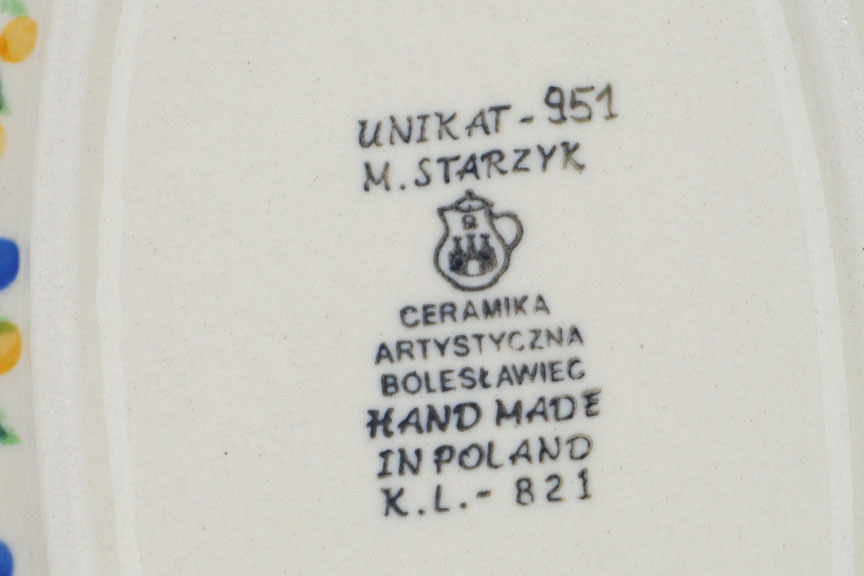 UNIKAT - 951
M. STARZYK
CERAMIKA
ARTYSTYCZNA
BOLESŁAWIEC
HAND MADE
IN POLAND
K.L.- 821